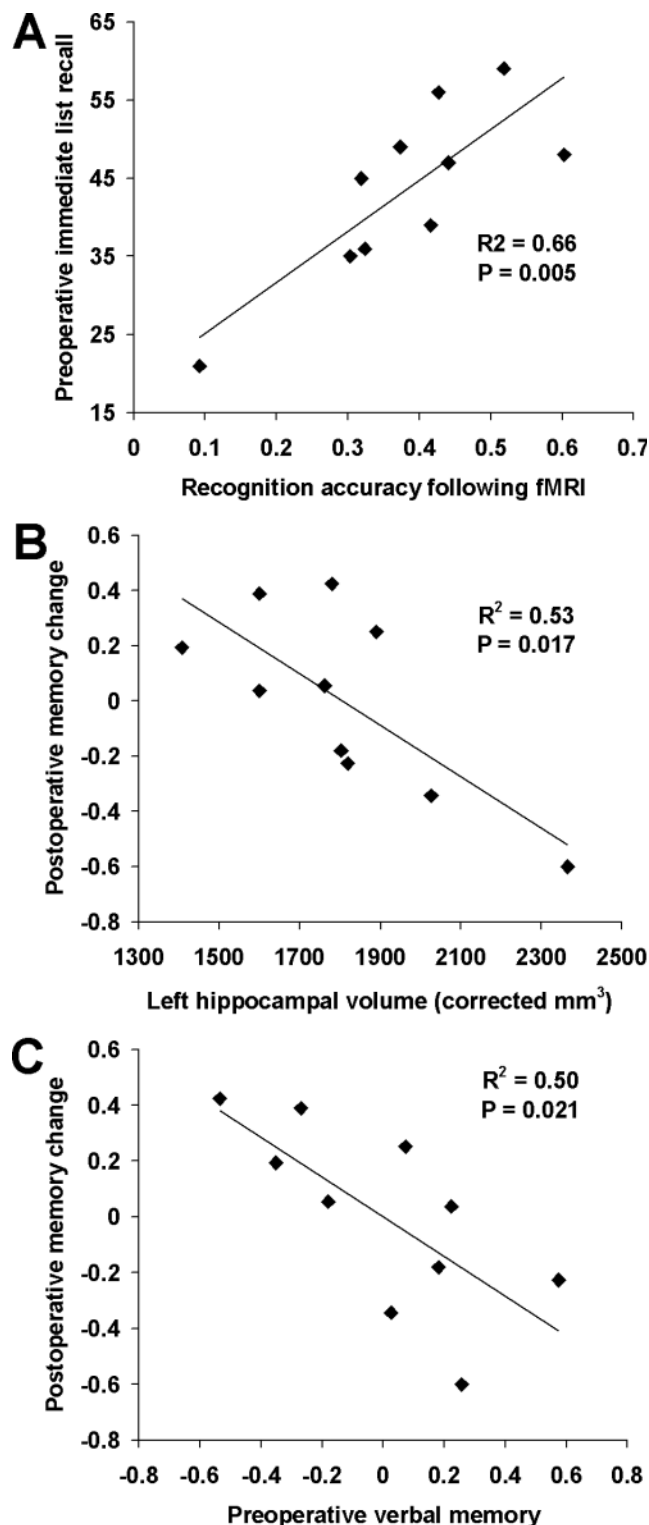 A
Preoperative immediate list recall
65
55
45
35
25
15
R2 = 0.66
P = 0.005
0 0.1 0.2 0.3 0.4 0.5 0.6 0.7
Recognition accuracy following fMRI
B
Postoperative memory change
0.6
0.4
0.2
0
-0.2
-0.4
-0.6
-0.8
R² = 0.53
P = 0.017
1300 1500 1700 1900 2100 2300 2500
Left hippocampal volume (corrected mm³)
C
Postoperative memory change
0.6
0.4
0.2
0
-0.2
-0.4
-0.6
-0.8
R² = 0.50
P = 0.021
-0.8 -0.6 -0.4 -0.2 0 0.2 0.4 0.6 0.8
Preoperative verbal memory